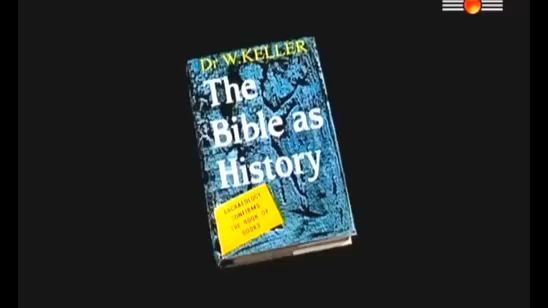 Dr W. KELLER
The
Bible as
History
ARCHAEOLOGY
CONFIRMS
THE BOOK OF
BOOKS